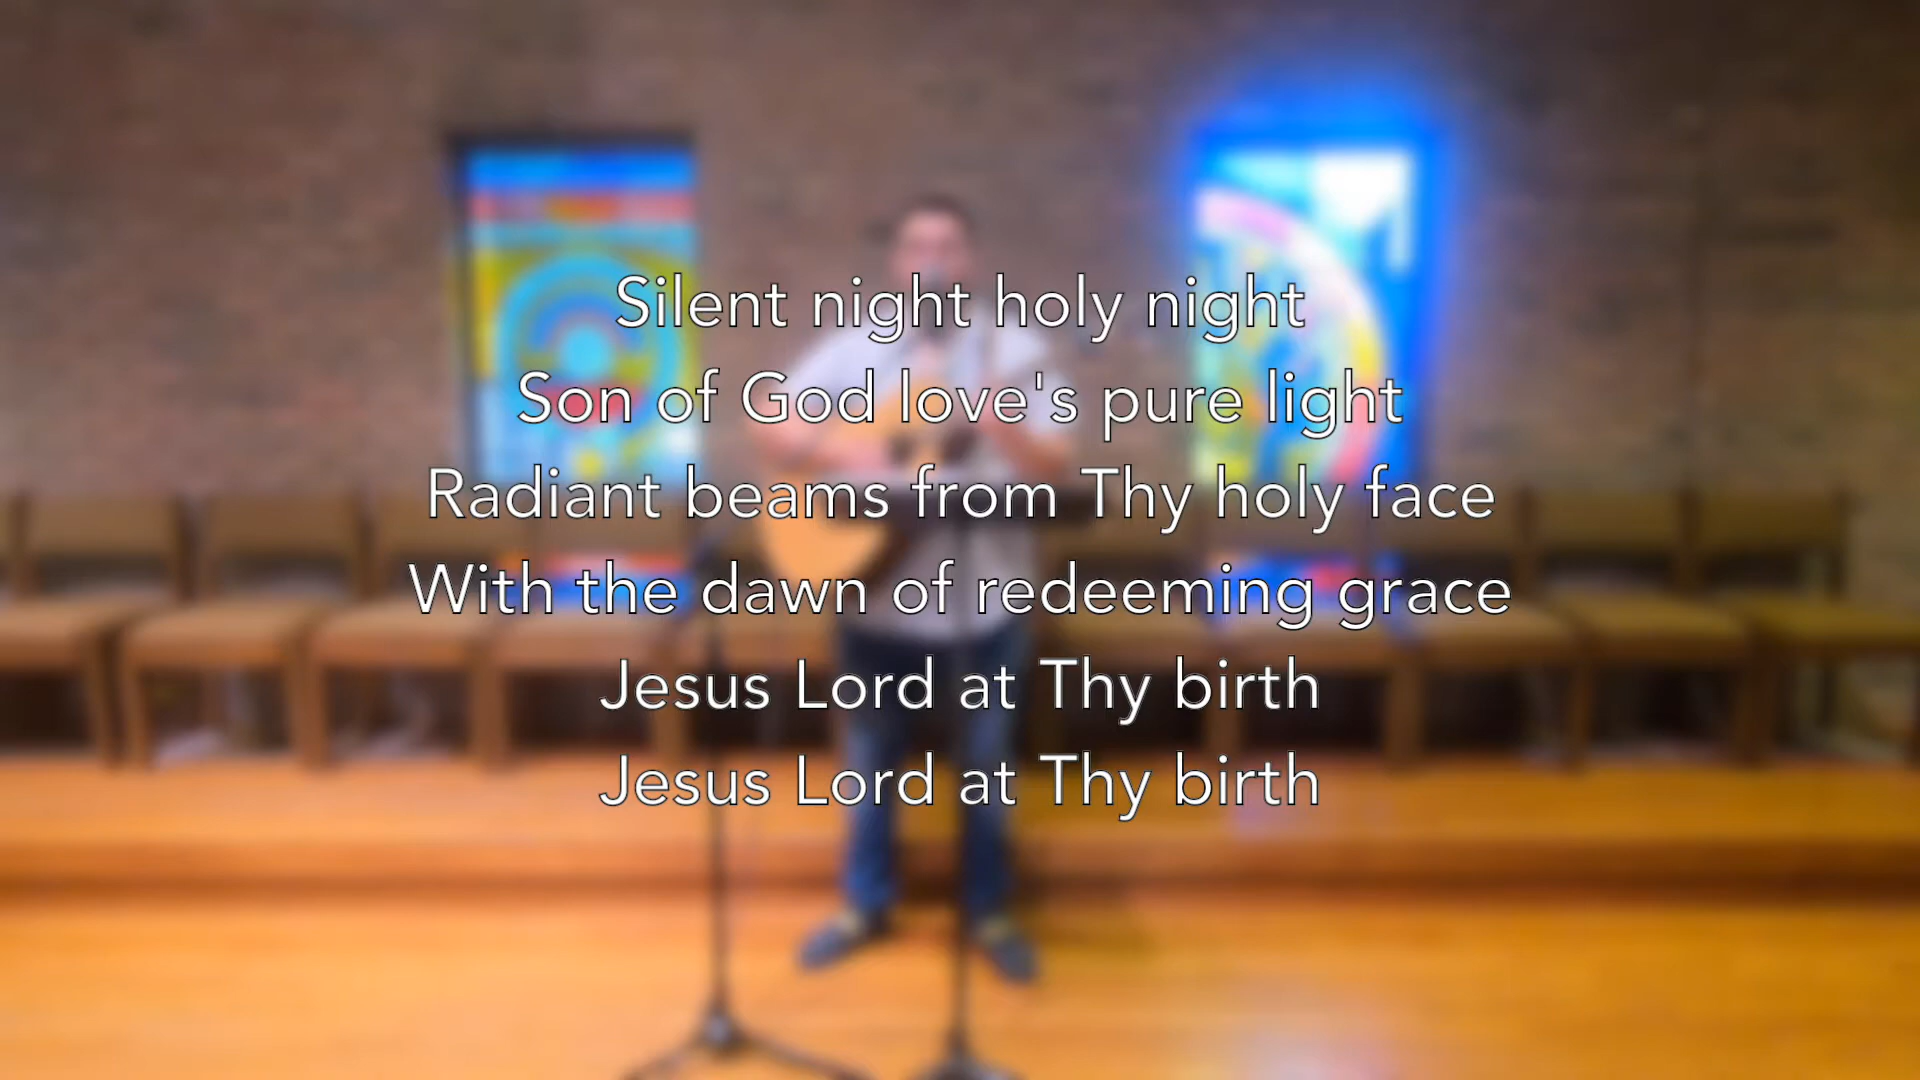 Silent night holy night
Son of God love's pure light
Radiant beams from Thy holy face
With the dawn of redeeming grace
Jesus Lord at Thy birth
Jesus Lord at Thy birth